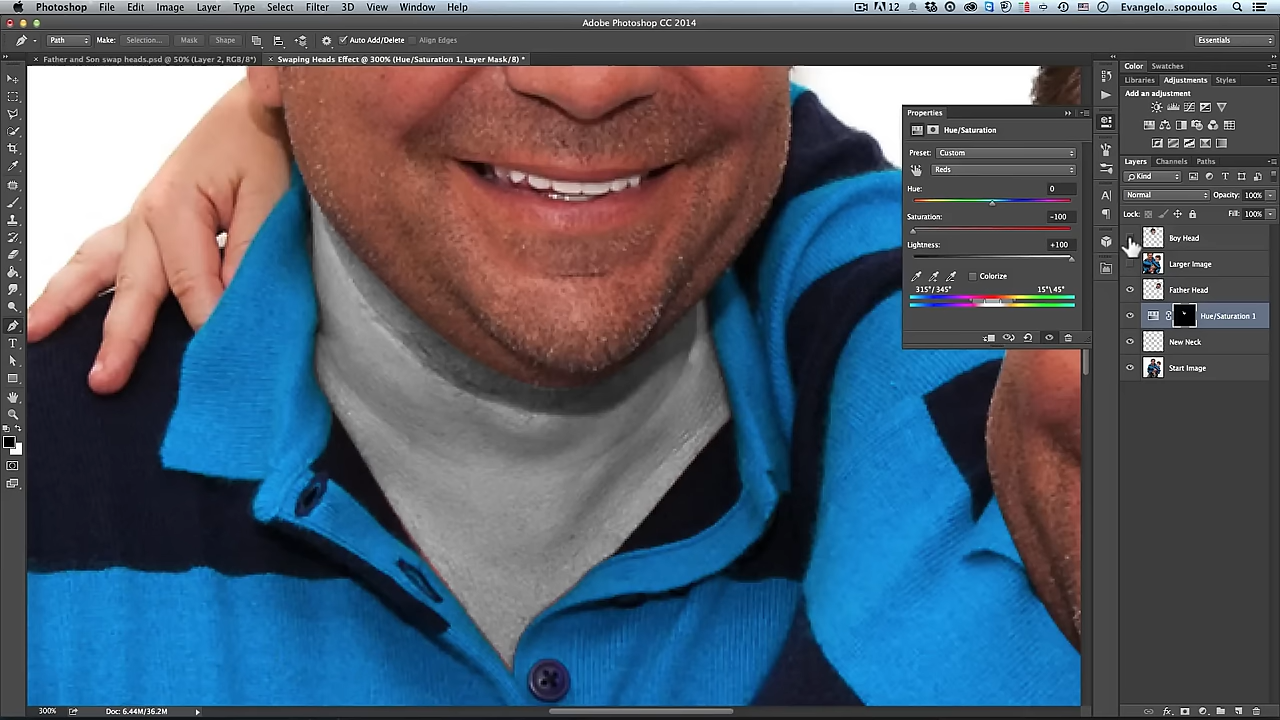 Photoshop File Edit Image Layer Type Select Filter 3D View Window Help 12 Evangelo...sopoulos
Adobe Photoshop CC 2014
Path Make: Selection... Mask Shape Auto Add/Delete Align Edges Essentials
× Father and Son swap heads.psd @ 50% (Layer 2, RGB/8*) × Swaping Heads Effect @ 300% (Hue/Saturation 1, Layer Mask/8) *
Color Swatches
Libraries Adjustments Styles
Add an adjustment
Properties
Hue/Saturation
Preset: Custom
Reds
Hue: 0
Saturation: -100
Lightness: +100
Colorize
315°/345° 15°\45°
Layers Channels Paths
Kind
Normal Opacity: 100%
Lock: Fill: 100%
Boy Head
Larger Image
Father Head
Hue/Saturation 1
New Neck
Start Image
300% Doc: 6.44M/36.2M